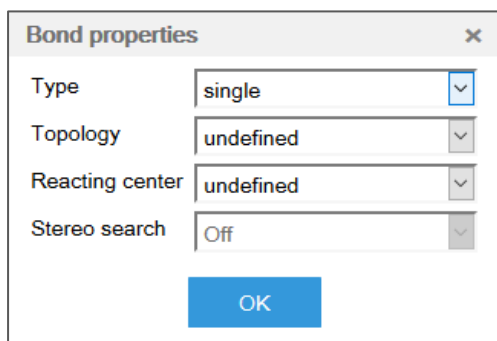 Bond properties ×
Type single
Topology undefined
Reacting center undefined
Stereo search Off
OK